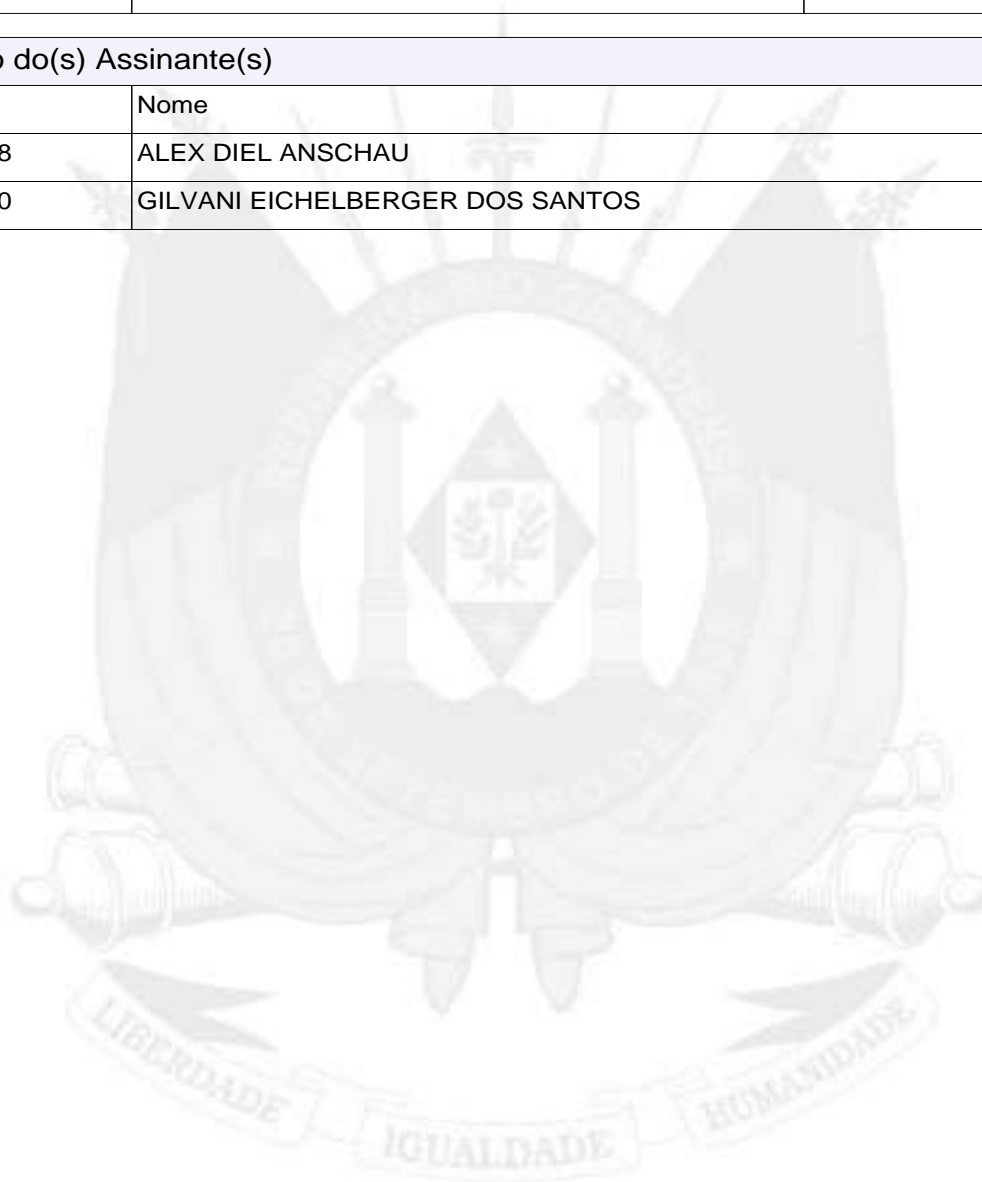 o do(s) Assinante(s)
Nome
8 ALEX DIEL ANSCHAU
0 GILVANI EICHELBERGER DOS SANTOS
LIBERDADE IGUALDADE HUMANIDADE